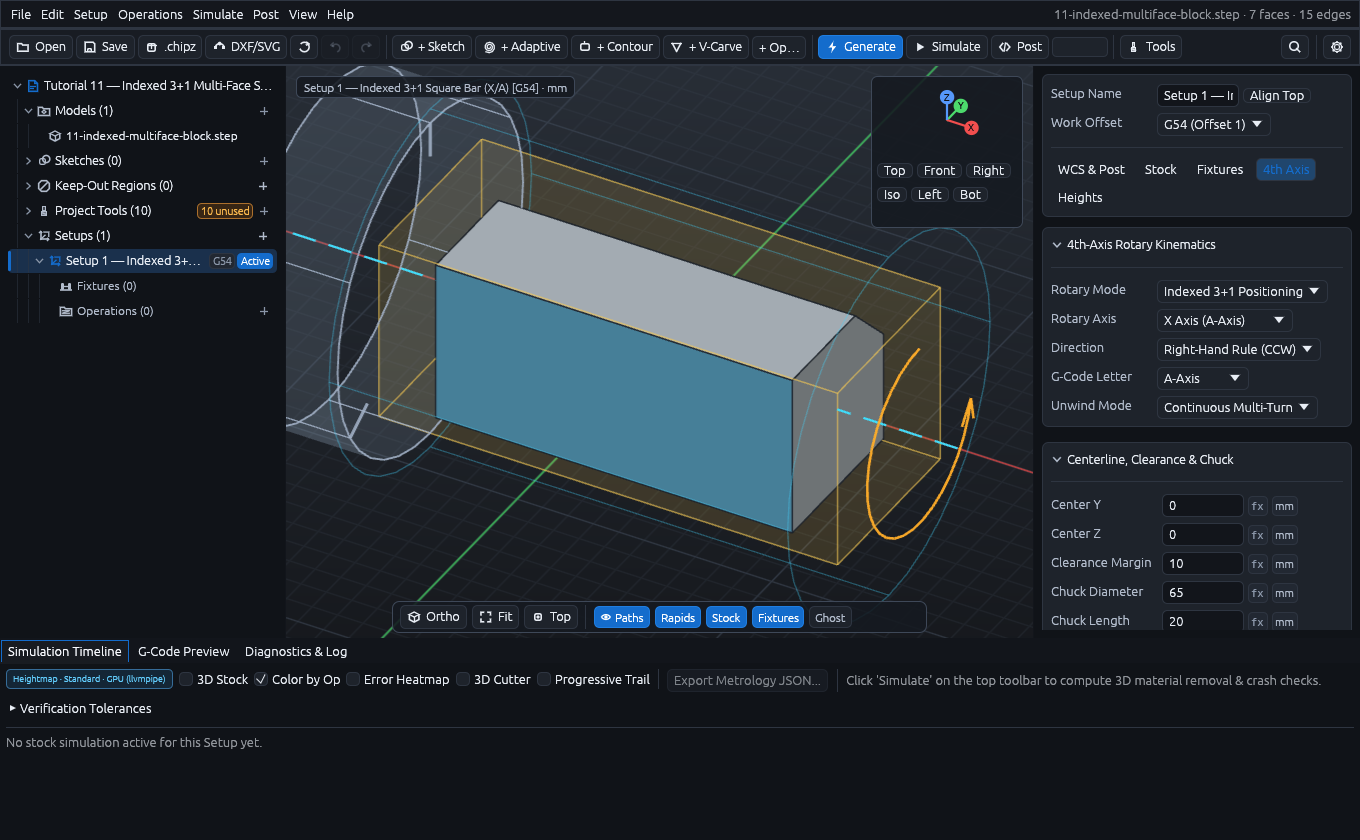 File Edit Setup Operations Simulate Post View Help
11-indexed-multiface-block.step · 7 faces · 15 edges
Open Save .chipz DXF/SVG + Sketch + Adaptive + Contour + V-Carve + Op... Generate Simulate Post Tools
Tutorial 11 — Indexed 3+1 Multi-Face S...
Models (1) +
11-indexed-multiface-block.step
Sketches (0) +
Keep-Out Regions (0) +
Project Tools (10) 10 unused +
Setups (1) +
Setup 1 — Indexed 3+... G54 Active
Fixtures (0)
Operations (0) +
Setup 1 — Indexed 3+1 Square Bar (X/A) [G54] · mm
Z
Y
X
Top Front Right
Iso Left Bot
Ortho Fit Top Paths Rapids Stock Fixtures Ghost
Setup Name Setup 1 — Ir Align Top
Work Offset G54 (Offset 1)
WCS & Post Stock Fixtures 4th Axis
Heights
4th-Axis Rotary Kinematics
Rotary Mode Indexed 3+1 Positioning
Rotary Axis X Axis (A-Axis)
Direction Right-Hand Rule (CCW)
G-Code Letter A-Axis
Unwind Mode Continuous Multi-Turn
Centerline, Clearance & Chuck
Center Y 0 fx mm
Center Z 0 fx mm
Clearance Margin 10 fx mm
Chuck Diameter 65 fx mm
Chuck Length 20 fx mm
Simulation Timeline G-Code Preview Diagnostics & Log
Heightmap · Standard · GPU (llvmpipe) 3D Stock Color by Op Error Heatmap 3D Cutter Progressive Trail Export Metrology JSON... Click 'Simulate' on the top toolbar to compute 3D material removal & crash checks.
Verification Tolerances
No stock simulation active for this Setup yet.